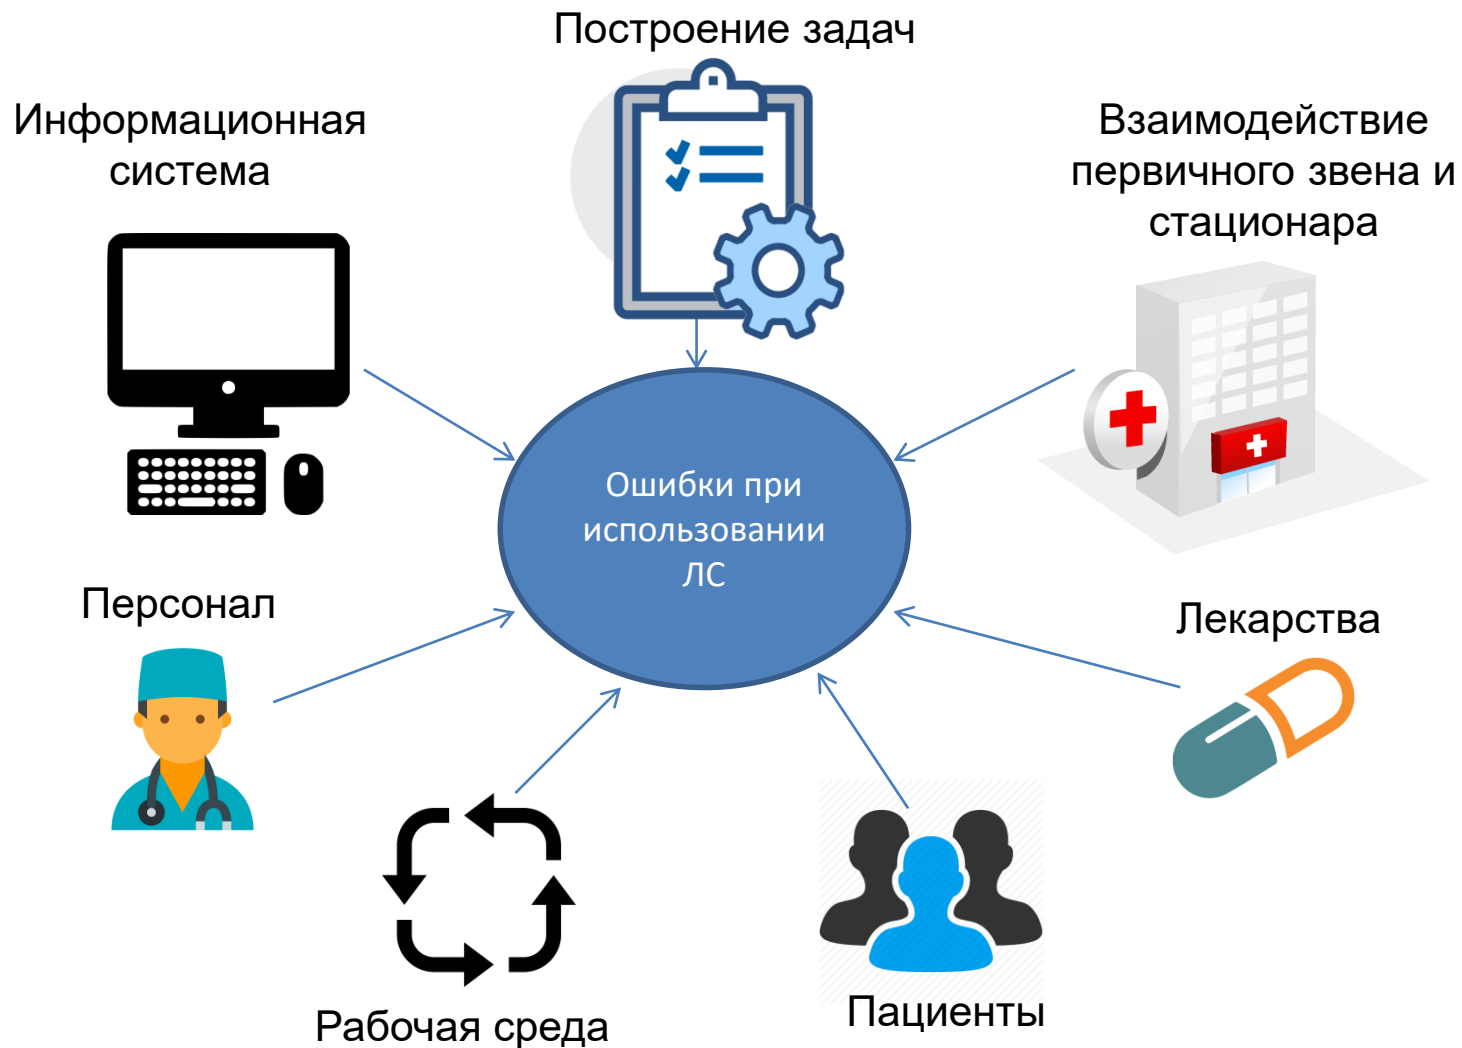 Построение задач
Информационная
система
Взаимодействие
первичного звена и
стационара
Ошибки при
использовании
ЛС
Персонал
Лекарства
Рабочая среда
Пациенты